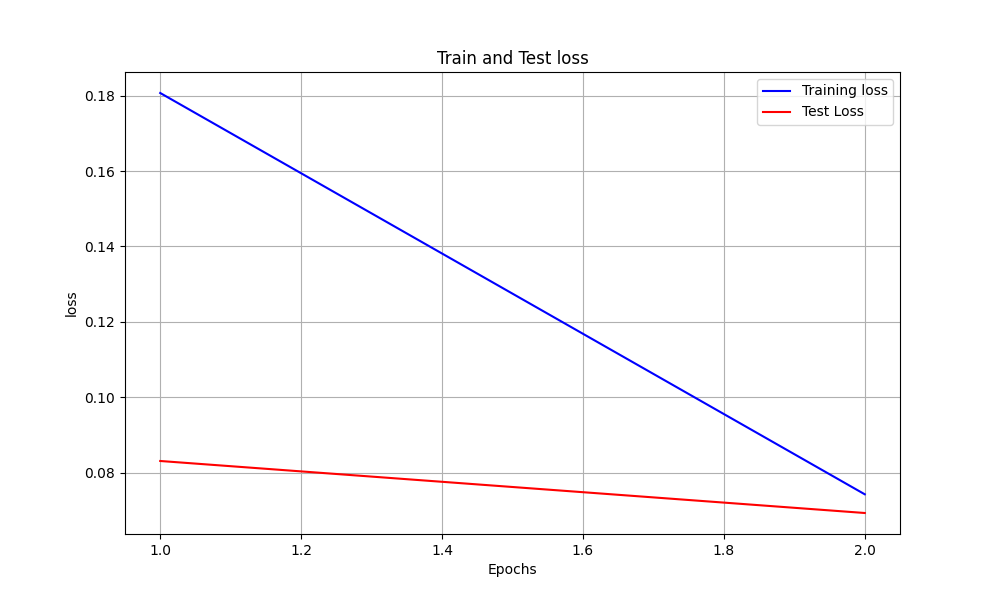 Train and Test loss
Training loss
Test Loss
0.18
0.16
0.14
0.12
0.10
0.08
loss
1.0 1.2 1.4 1.6 1.8 2.0
Epochs